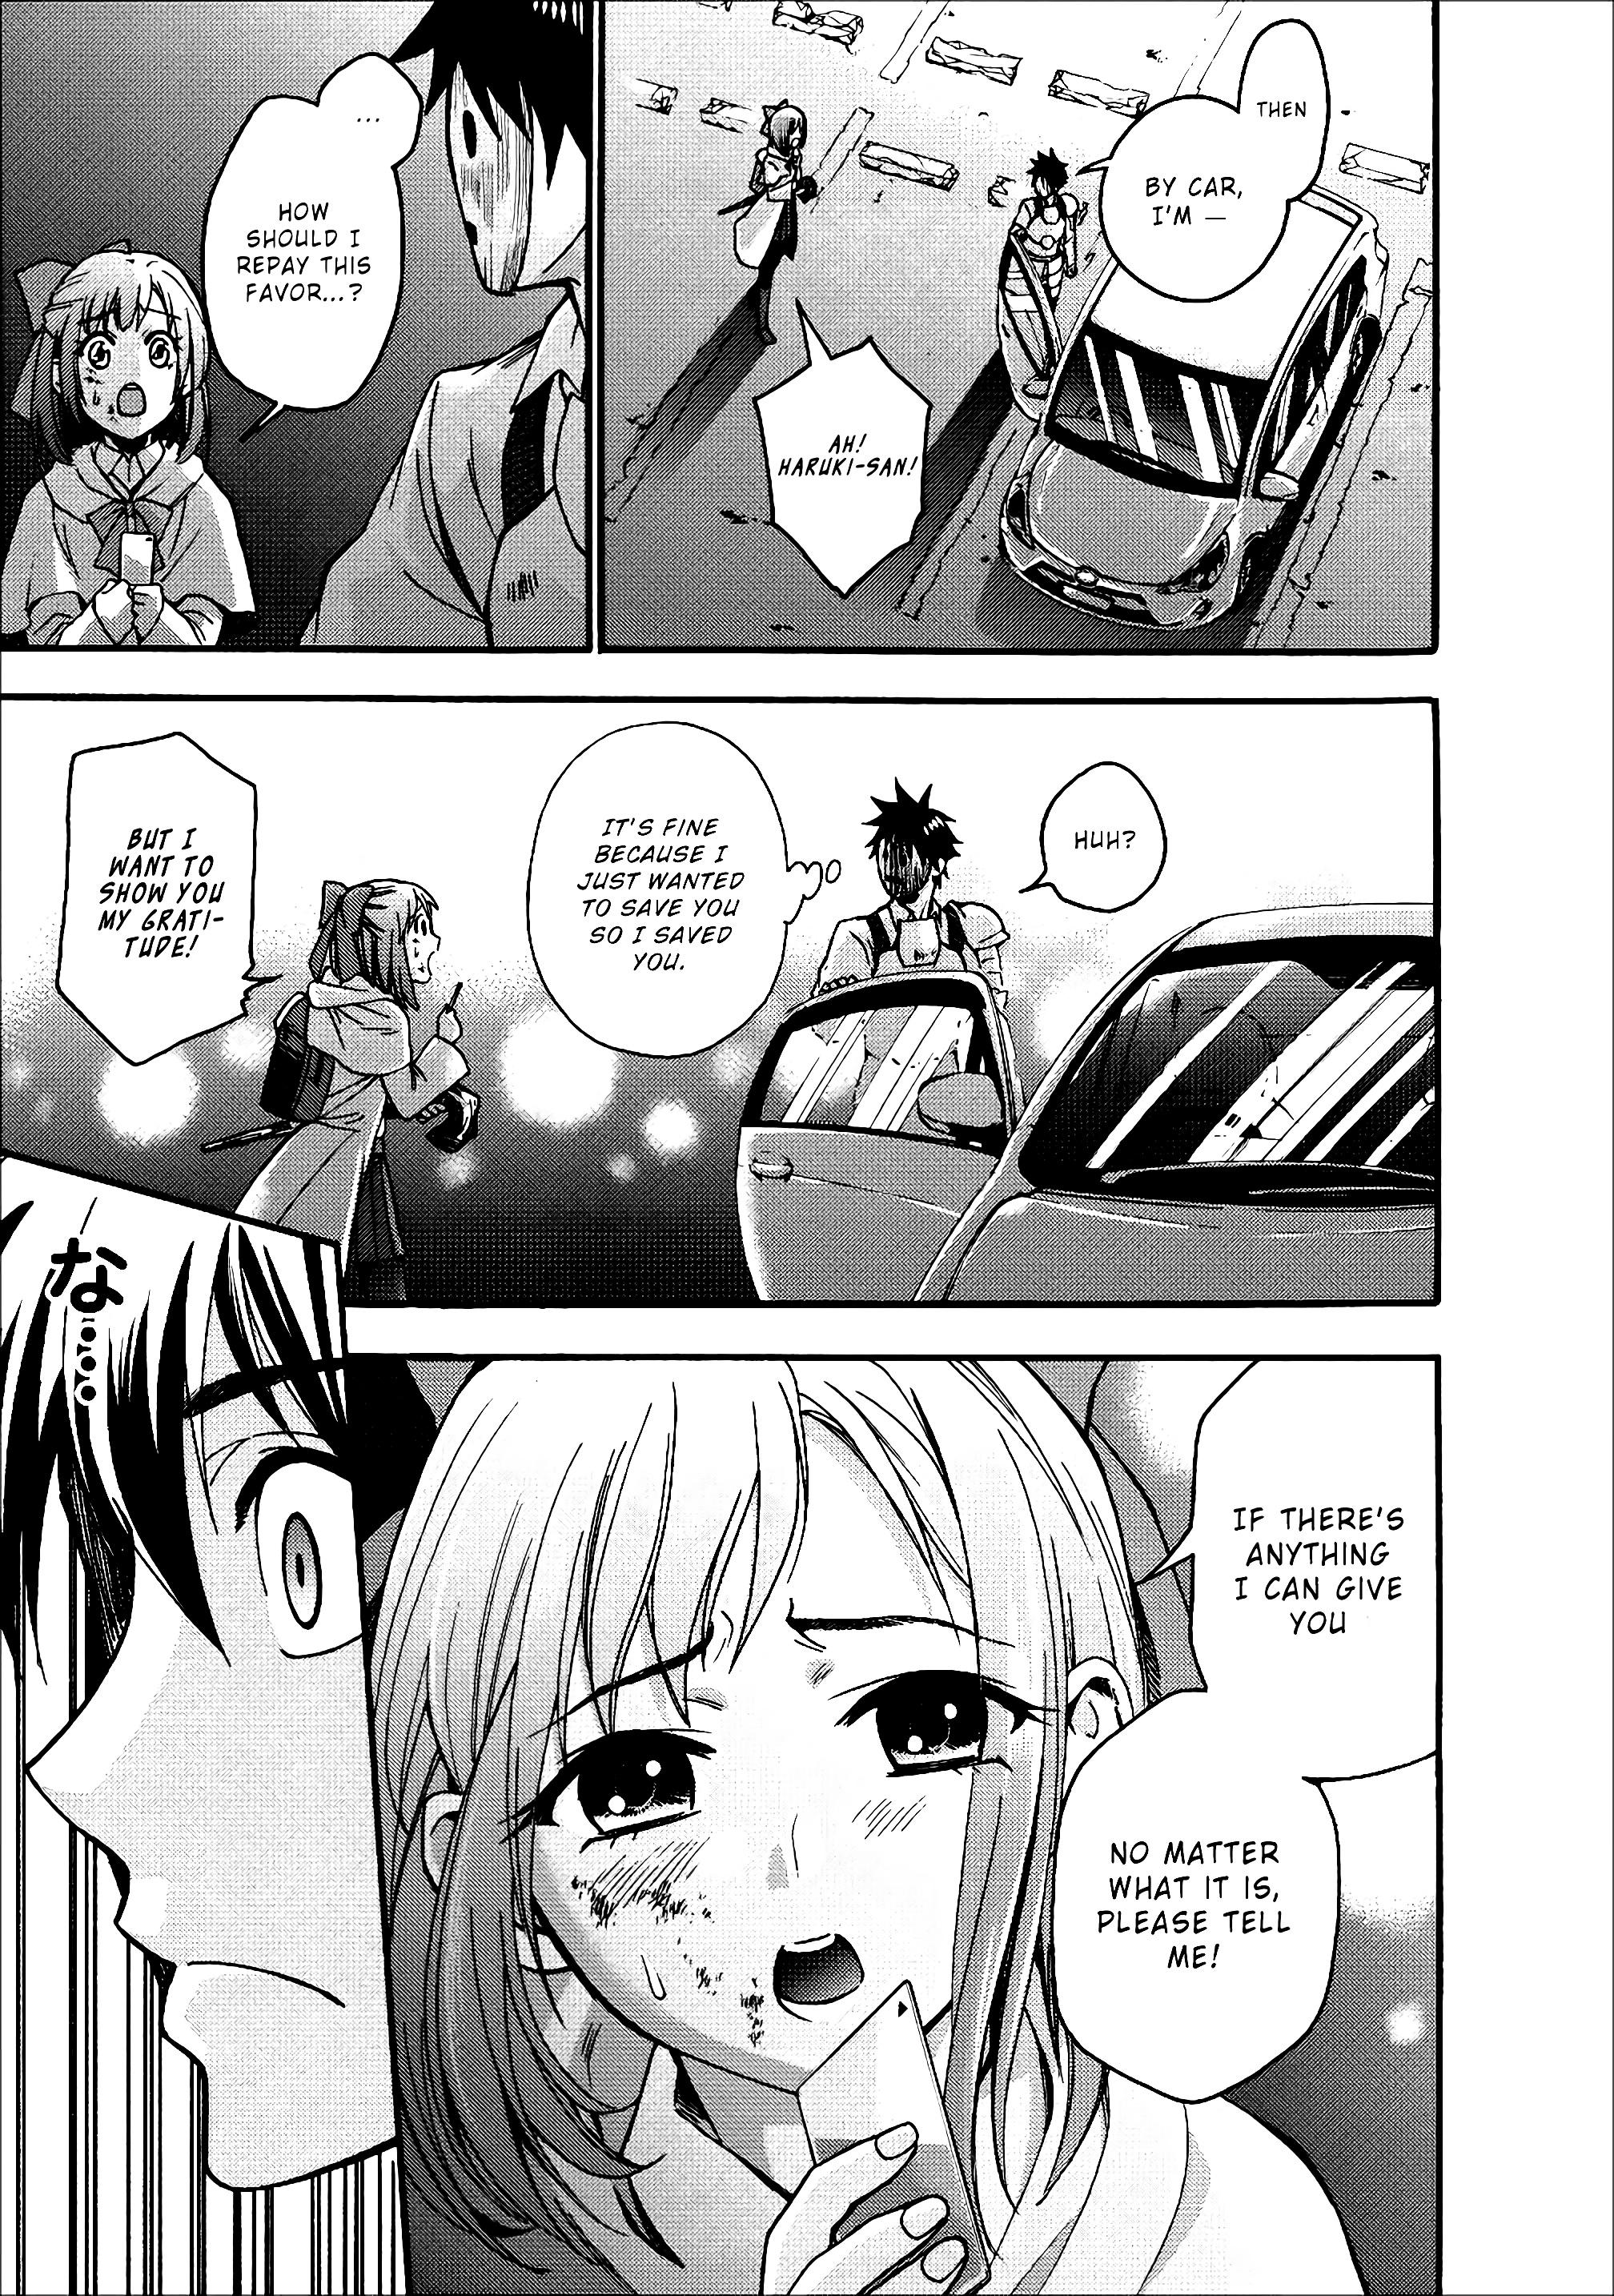 THEN
BY CAR,
I'M —
AH!
HARUKI-SAN!
...
HOW
SHOULD I
REPAY THIS
FAVOR...?
HUH?
IT'S FINE
BECAUSE I
JUST WANTED
TO SAVE YOU
SO I SAVED
YOU.
BUT I
WANT TO
SHOW YOU
MY GRATI-
TUDE!
IF THERE'S
ANYTHING
I CAN GIVE
YOU
NO MATTER
WHAT IT IS,
PLEASE TELL
ME!
な……